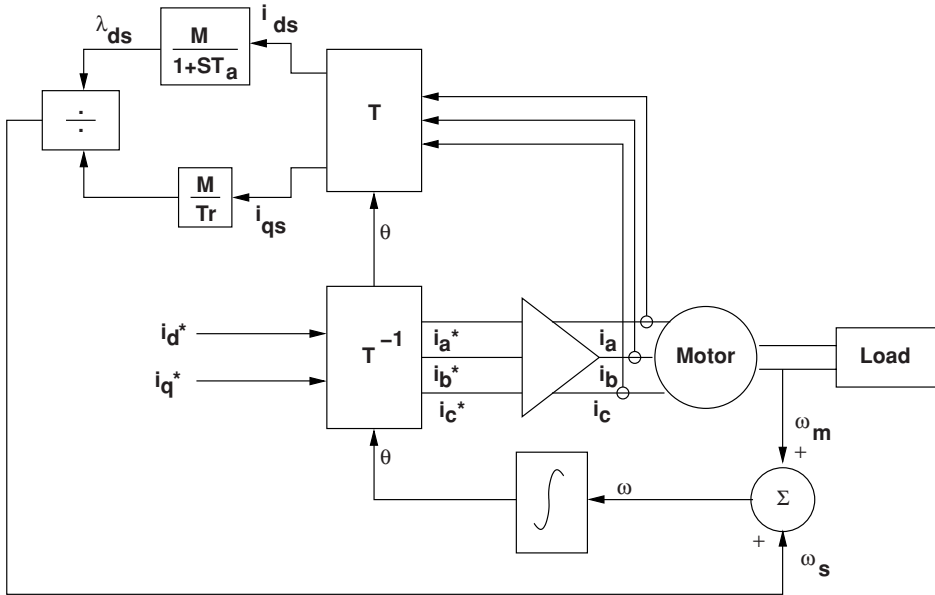 λds
M
1+STa
i ds
T
÷
M
Tr
iqs
θ
id*
iq*
T⁻¹
ia*
ib*
ic*
ia
ib
ic
Motor
Load
ωm
+
θ
∫
ω
Σ
+
ωs